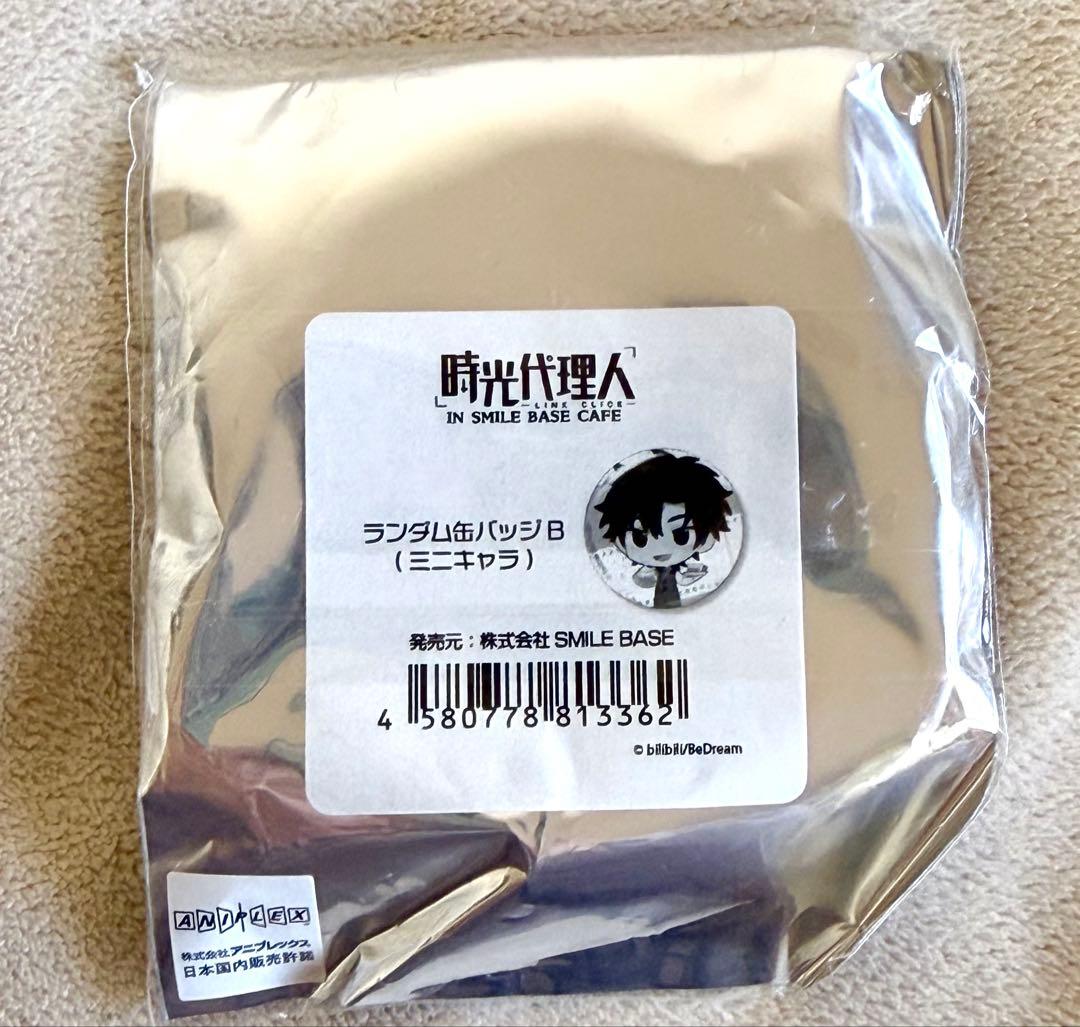 時光代理人
LINK CLICK
IN SMILE BASE CAFE
ランダム缶バッジ B
(ミニキャラ)
発売元:株式会社 SMILE BASE
4 580778 813362
© bilibili/BeDream
ANIPLEX
株式会社アニプレックス
日本国内販売許諾